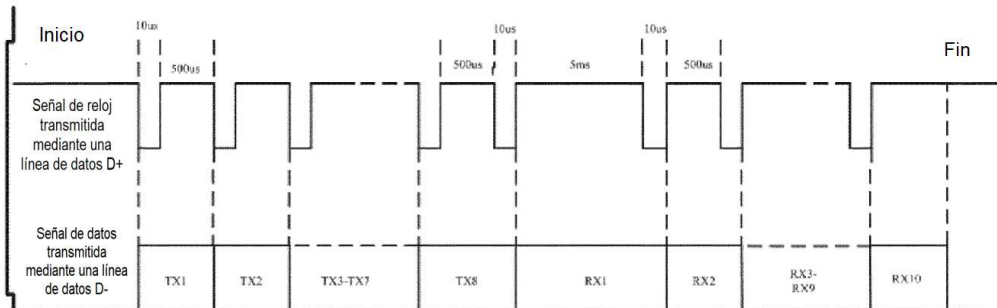 10us
10us
10us
Inicio
Fin
500us
500us
5ms
500us
Señal de reloj
transmitida
mediante una
línea de datos D+
Señal de datos
transmitida
mediante una línea
de datos D-
TX1
TX2
TX3-TX7
TX8
RX1
RX2
RX3-
RX9
RX10